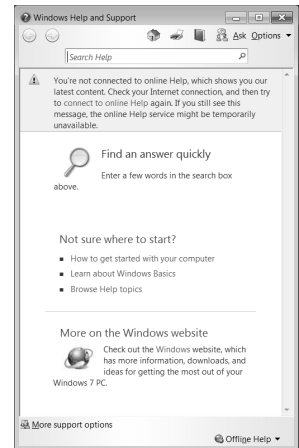 Windows Help and Support
Ask Options
Search Help
You're not connected to online Help, which shows you our
latest content. Check your Internet connection, and then try
to connect to online Help again. If you still see this
message, the online Help service might be temporarily
unavailable.
Find an answer quickly
Enter a few words in the search box
above.
Not sure where to start?
How to get started with your computer
Learn about Windows Basics
Browse Help topics
More on the Windows website
Check out the Windows website, which
has more information, downloads, and
ideas for getting the most out of your
Windows 7 PC.
More support options
Offline Help